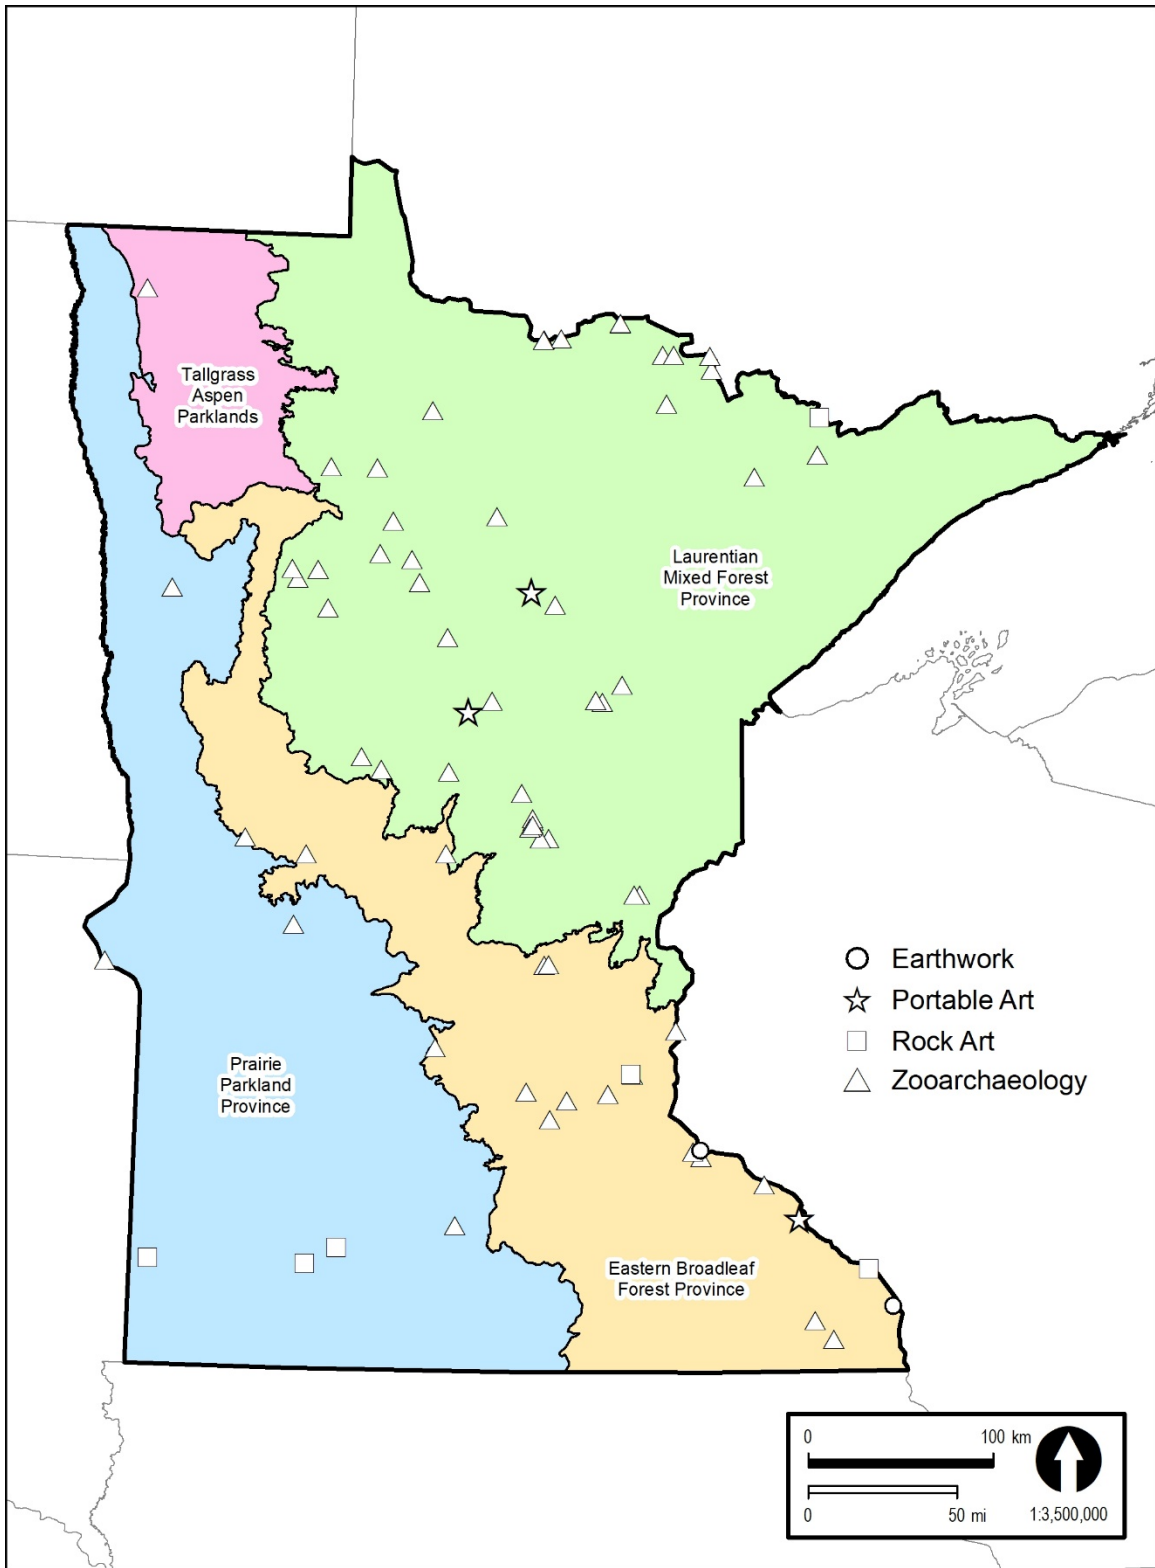 Tallgrass
Aspen
Parklands
Laurentian
Mixed Forest
Province
Earthwork
Portable Art
Rock Art
Zooarchaeology
Prairie
Parkland
Province
Eastern Broadleaf
Forest Province
0 100 km
0 50 mi
1:3,500,000